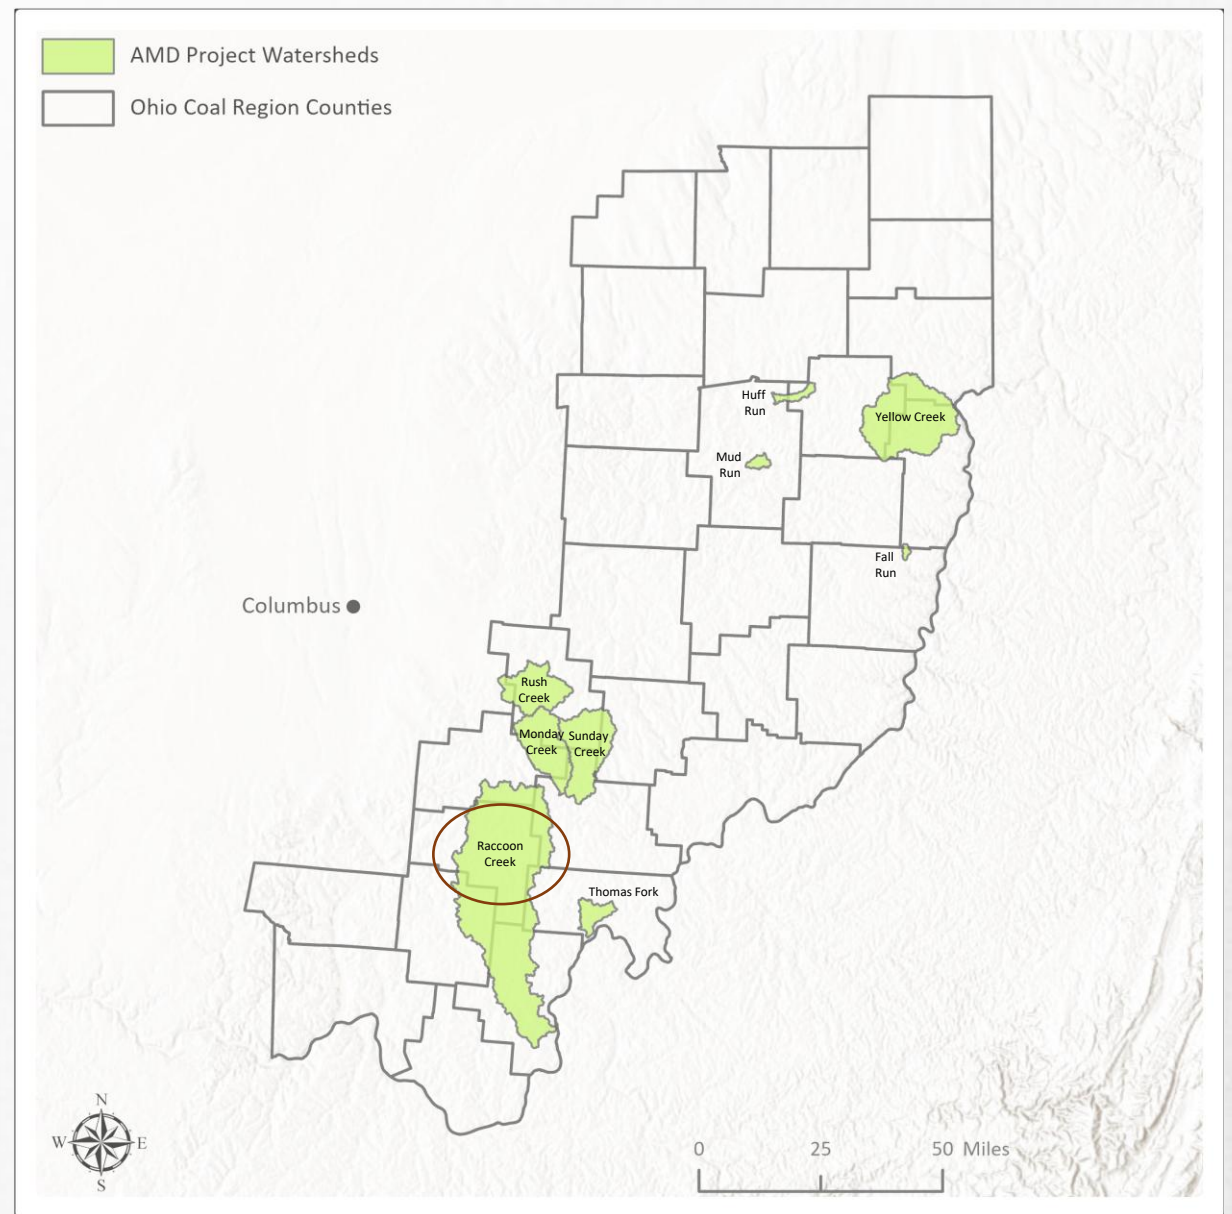 AMD Project Watersheds
Ohio Coal Region Counties
Huff
Run
Yellow Creek
Mud
Run
Fall
Run
Columbus
Rush
Creek
Monday
Creek
Sunday
Creek
Raccoon
Creek
Thomas Fork
N
W
E
S
0 25 50 Miles